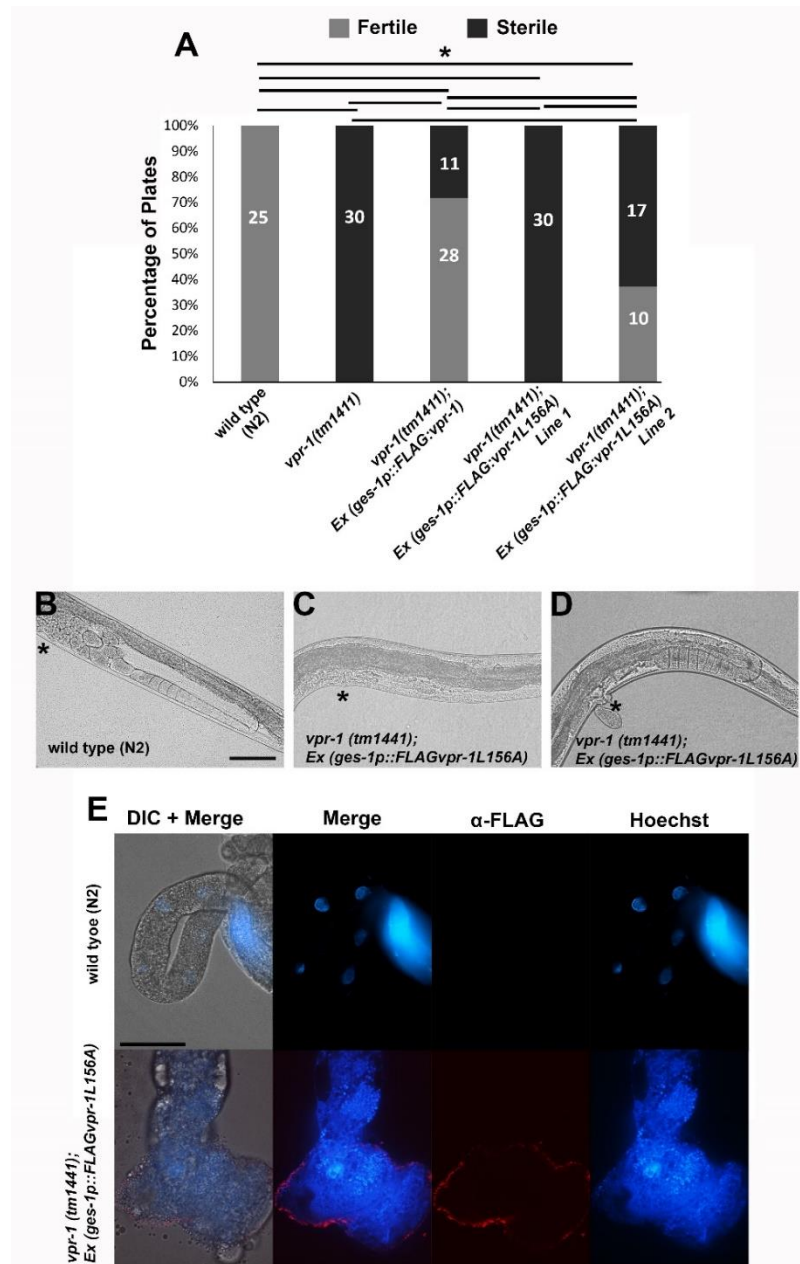 Fertile Sterile
A
*
Percentage of Plates
100%
90%
80%
70%
60%
50%
40%
30%
20%
10%
0%
25
30
11
28
30
17
10
wild type
(N2)
vpr-1(tm1411)
vpr-1(tm1411);
Ex (ges-1p::FLAG:vpr-1)
vpr-1(tm1411);
Ex (ges-1p::FLAG:vpr-1L156A)
Line 1
vpr-1(tm1411);
Ex (ges-1p::FLAG:vpr-1L156A)
Line 2
B
*
wild type (N2)
C
*
vpr-1 (tm1441);
Ex (ges-1p::FLAGvpr-1L156A)
D
*
vpr-1 (tm1441);
Ex (ges-1p::FLAGvpr-1L156A)
E
DIC + Merge Merge α-FLAG Hoechst
wild tyoe (N2)
vpr-1 (tm1441);
Ex (ges-1p::FLAGvpr-1L156A)